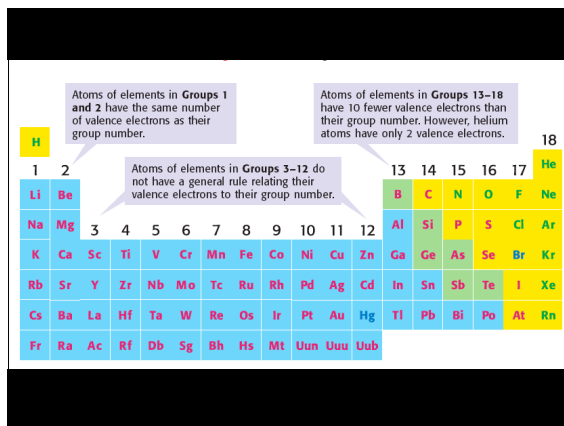 Atoms of elements in Groups 1
and 2 have the same number
of valence electrons as their
group number.
Atoms of elements in Groups 13–18
have 10 fewer valence electrons than
their group number. However, helium
atoms have only 2 valence electrons.
Atoms of elements in Groups 3–12 do
not have a general rule relating their
valence electrons to their group number.
18
H He
1 2 13 14 15 16 17
Li Be B C N O F Ne
Na Mg 3 4 5 6 7 8 9 10 11 12 Al Si P S Cl Ar
K Ca Sc Ti V Cr Mn Fe Co Ni Cu Zn Ga Ge As Se Br Kr
Rb Sr Y Zr Nb Mo Tc Ru Rh Pd Ag Cd In Sn Sb Te I Xe
Cs Ba La Hf Ta W Re Os Ir Pt Au Hg Tl Pb Bi Po At Rn
Fr Ra Ac Rf Db Sg Bh Hs Mt Uun Uuu Uub